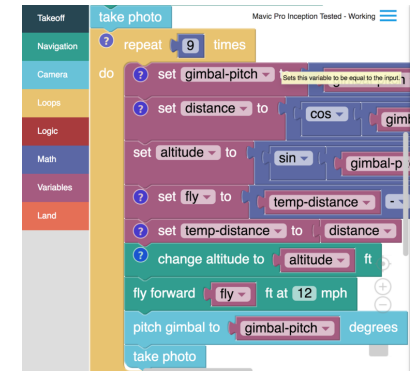 Takeoff
Navigation
Camera
Loops
Logic
Math
Variables
Land
take photo
Mavic Pro Inception Tested - Working
? repeat 9 times
do
? set gimbal-pitch
Sets this variable to be equal to the input.
? set distance to cos
set altitude to sin
? set fly to temp-distance -
? set temp-distance to distance
? change altitude to altitude ft
fly forward fly ft at 12 mph
pitch gimbal to gimbal-pitch degrees
take photo